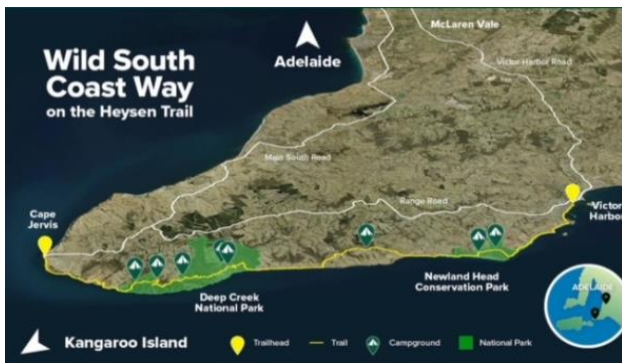 Wild South
Coast Way
on the Heysen Trail
Adelaide
McLaren Vale
Victor Harbor Road
Main South Road
Range Road
Cape
Jervis
Victor
Harbor
Deep Creek
National Park
Newland Head
Conservation Park
ADELAIDE
Kangaroo Island
Trailhead
Trail
Campground
National Park